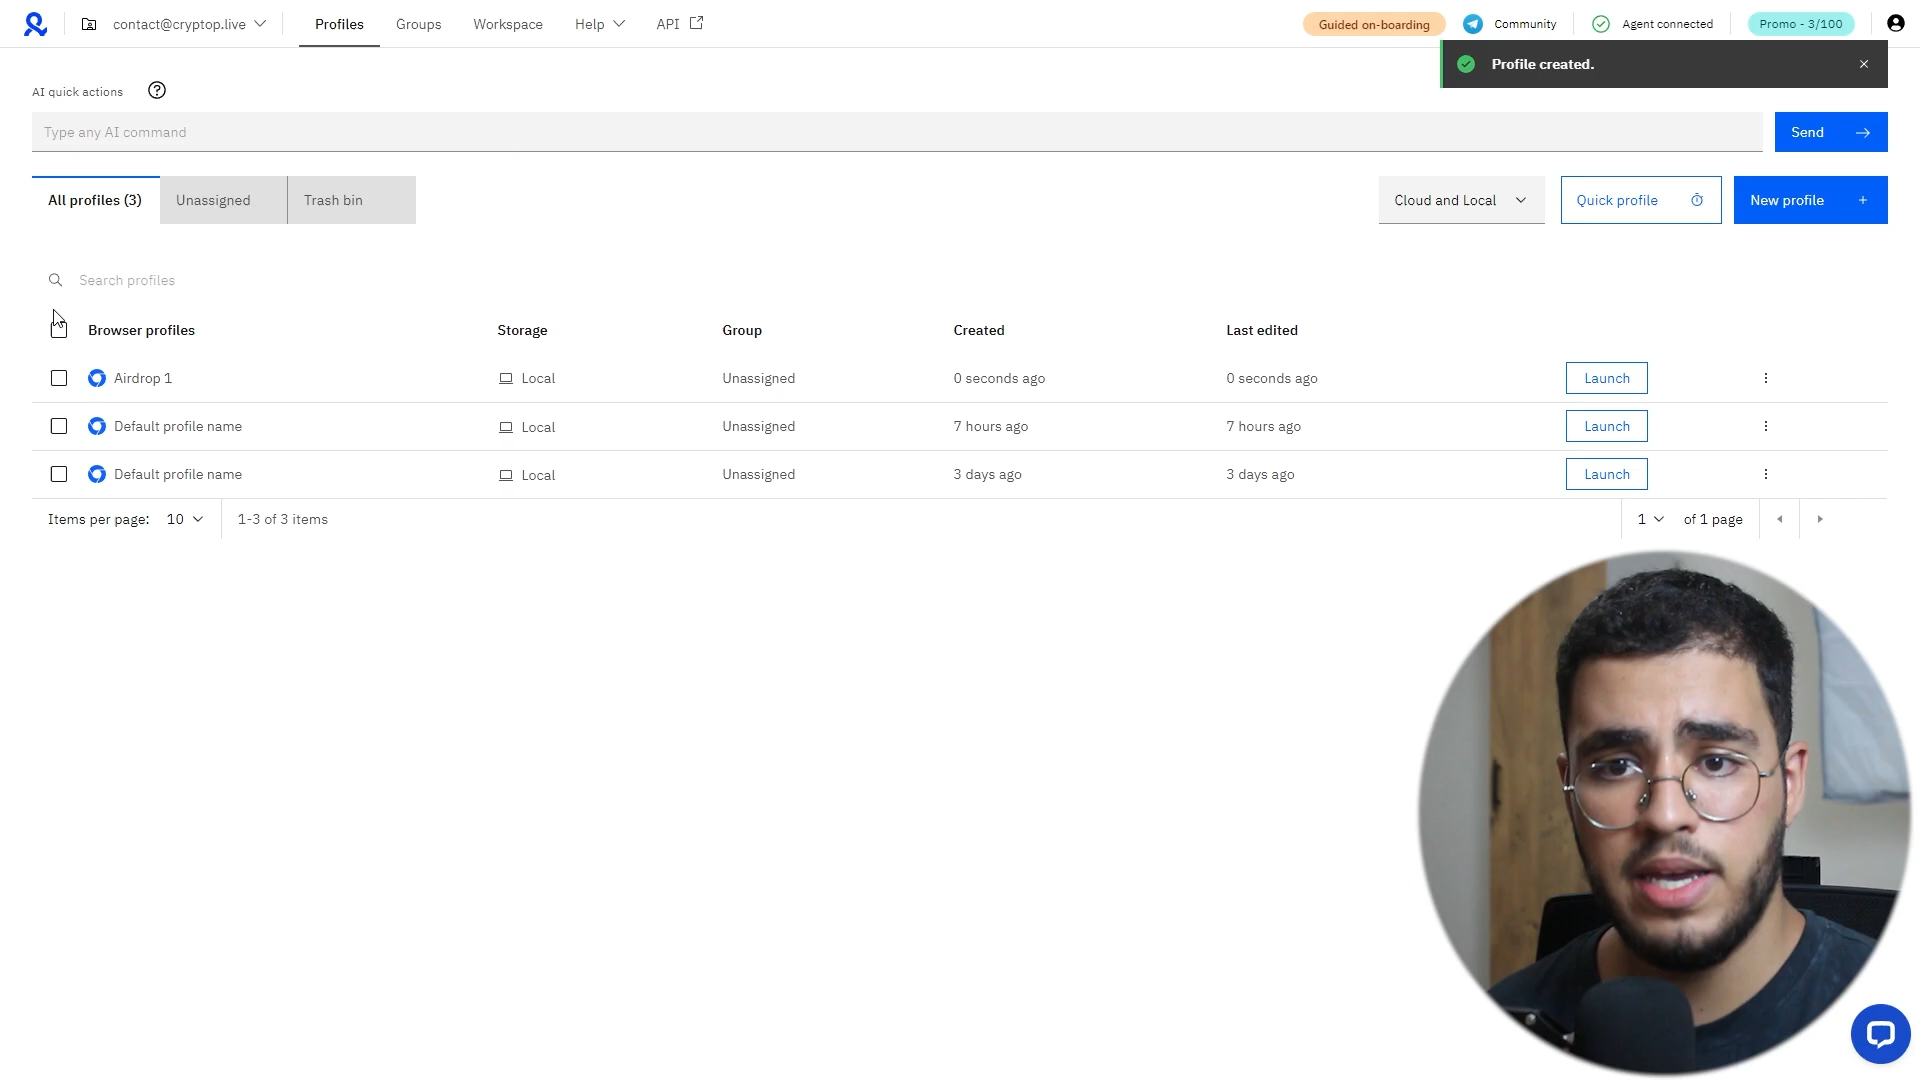 contact@cryptop.live
Profiles
Groups
Workspace
Help
API
Guided on-boarding
Community
Agent connected
Promo - 3/100
Profile created.
AI quick actions
Type any AI command
Send
All profiles (3)
Unassigned
Trash bin
Cloud and Local
Quick profile
New profile +
Search profiles
Browser profiles Storage Group Created Last edited
Airdrop 1 Local Unassigned 0 seconds ago 0 seconds ago Launch
Default profile name Local Unassigned 7 hours ago 7 hours ago Launch
Default profile name Local Unassigned 3 days ago 3 days ago Launch
Items per page: 10 1-3 of 3 items 1 of 1 page